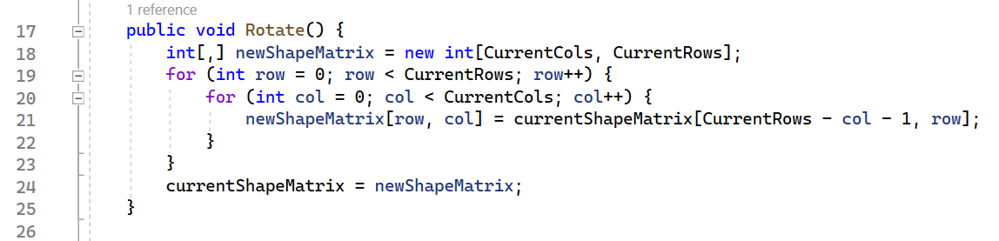 1 reference
17 public void Rotate() {
18 int[,] newShapeMatrix = new int[CurrentCols, CurrentRows];
19 for (int row = 0; row < CurrentRows; row++) {
20 for (int col = 0; col < CurrentCols; col++) {
21 newShapeMatrix[row, col] = currentShapeMatrix[CurrentRows - col - 1, row];
22 }
23 }
24 currentShapeMatrix = newShapeMatrix;
25 }
26